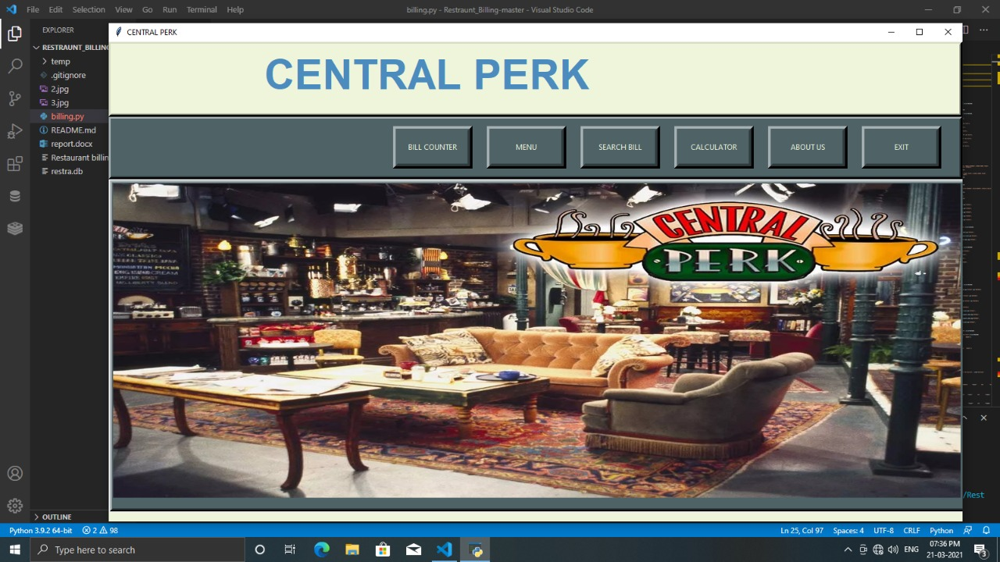 File Edit Selection View Go Run Terminal Help
billing.py - Restraunt_Billing-master - Visual Studio Code
EXPLORER
RESTRAUNT_BILLING
temp
.gitignore
2.jpg
3.jpg
billing.py
README.md
report.docx
Restaurant billin
restra.db
OUTLINE
CENTRAL PERK
CENTRAL PERK
BILL COUNTER
MENU
SEARCH BILL
CALCULATOR
ABOUT US
EXIT
CENTRAL
PERK
/Rest
Python 3.9.2 64-bit
2
98
Ln 25, Col 97
Spaces: 4
UTF-8
CRLF
Python
Type here to search
ENG
07:36 PM
21-03-2021
3